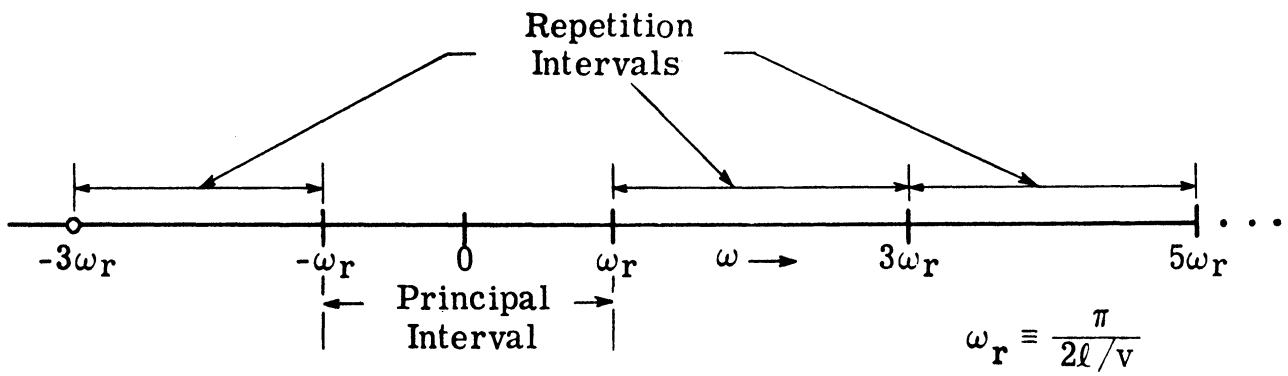 Repetition
Intervals
-3ωr -ωr 0 ωr ω → 3ωr 5ωr ...
Principal
Interval
ωr ≡ π / 2ℓ/v